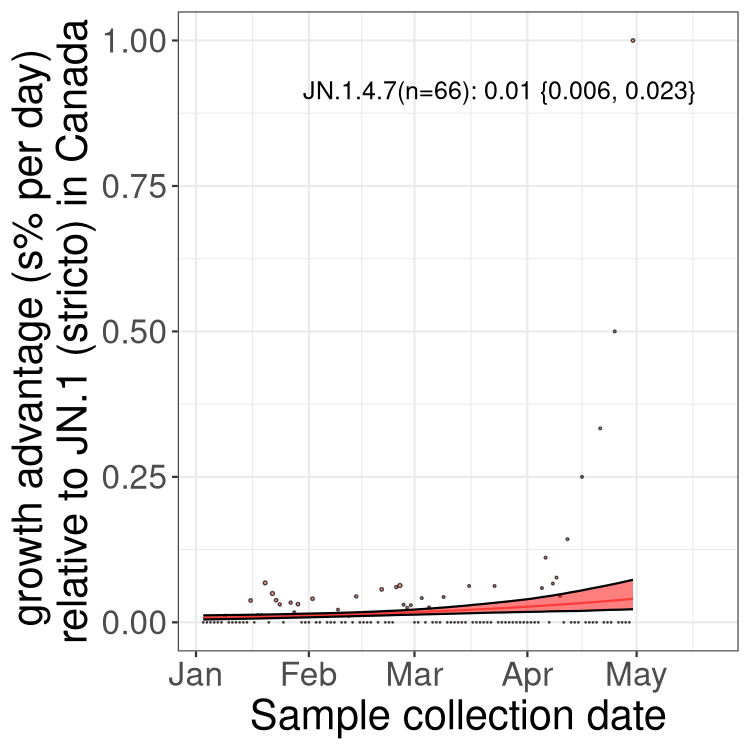 growth advantage (s% per day)
relative to JN.1 (stricto) in Canada
1.00
0.75
0.50
0.25
0.00
JN.1.4.7(n=66): 0.01 {0.006, 0.023}
Jan Feb Mar Apr May
Sample collection date